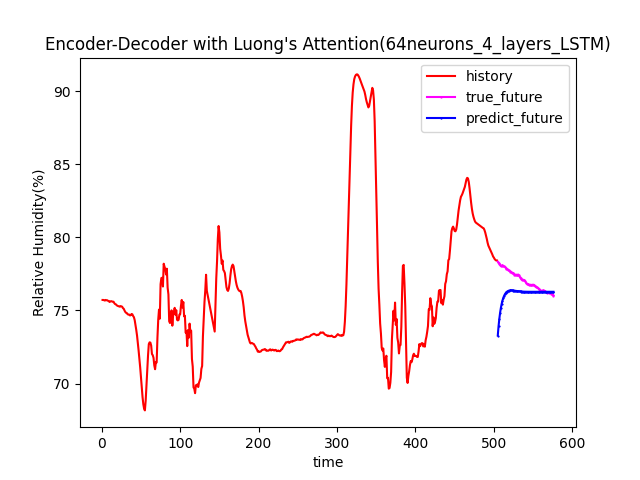 Encoder-Decoder with Luong's Attention(64neurons_4_layers_LSTM)
history
true_future
predict_future
Relative Humidity(%)
90
85
80
75
70
0 100 200 300 400 500 600
time